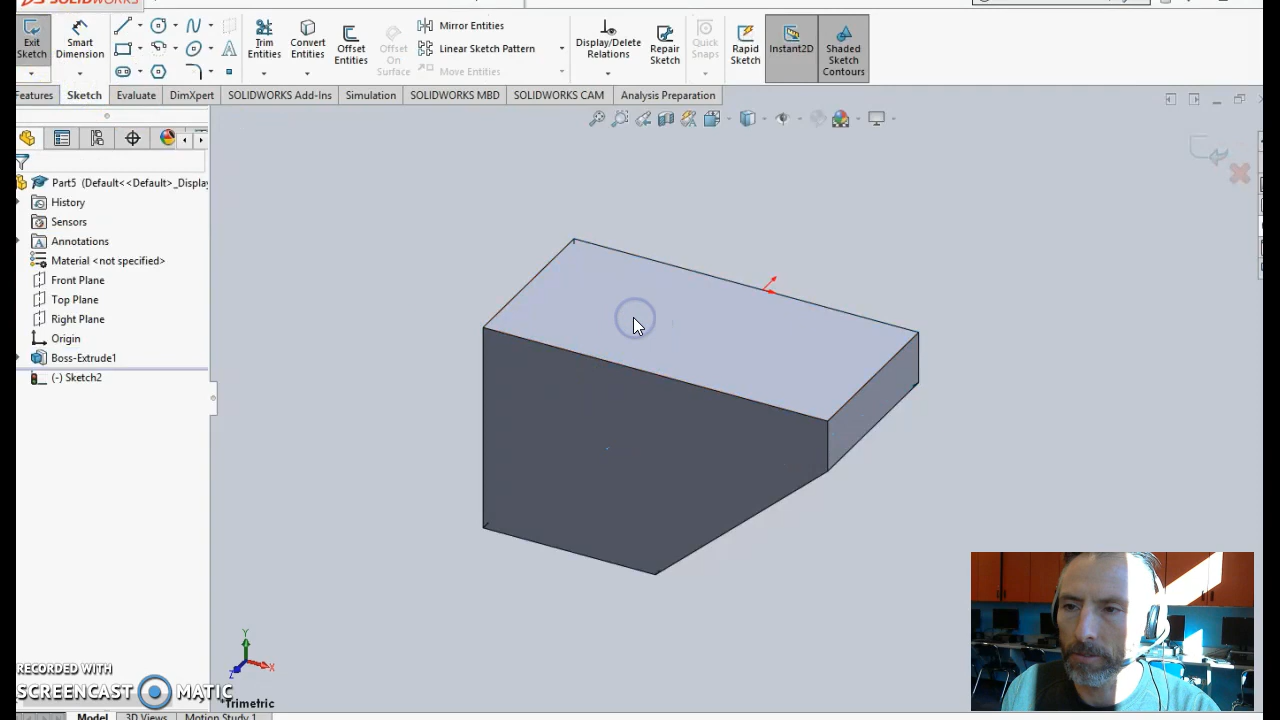 SOLIDWORKS
Exit Sketch
Smart Dimension
Trim Entities
Convert Entities
Offset Entities
Offset On Surface
Mirror Entities
Linear Sketch Pattern
Move Entities
Display/Delete Relations
Repair Sketch
Quick Snaps
Rapid Sketch
Instant2D
Shaded Sketch Contours
Features Sketch Evaluate DimXpert SOLIDWORKS Add-Ins Simulation SOLIDWORKS MBD SOLIDWORKS CAM Analysis Preparation
Part5 (Default<<Default>_Display
History
Sensors
Annotations
Material <not specified>
Front Plane
Top Plane
Right Plane
Origin
Boss-Extrude1
(-) Sketch2
Y
X
Z
RECORDED WITH
SCREENCAST MATIC
*Trimetric
Model 3D Views Motion Study 1